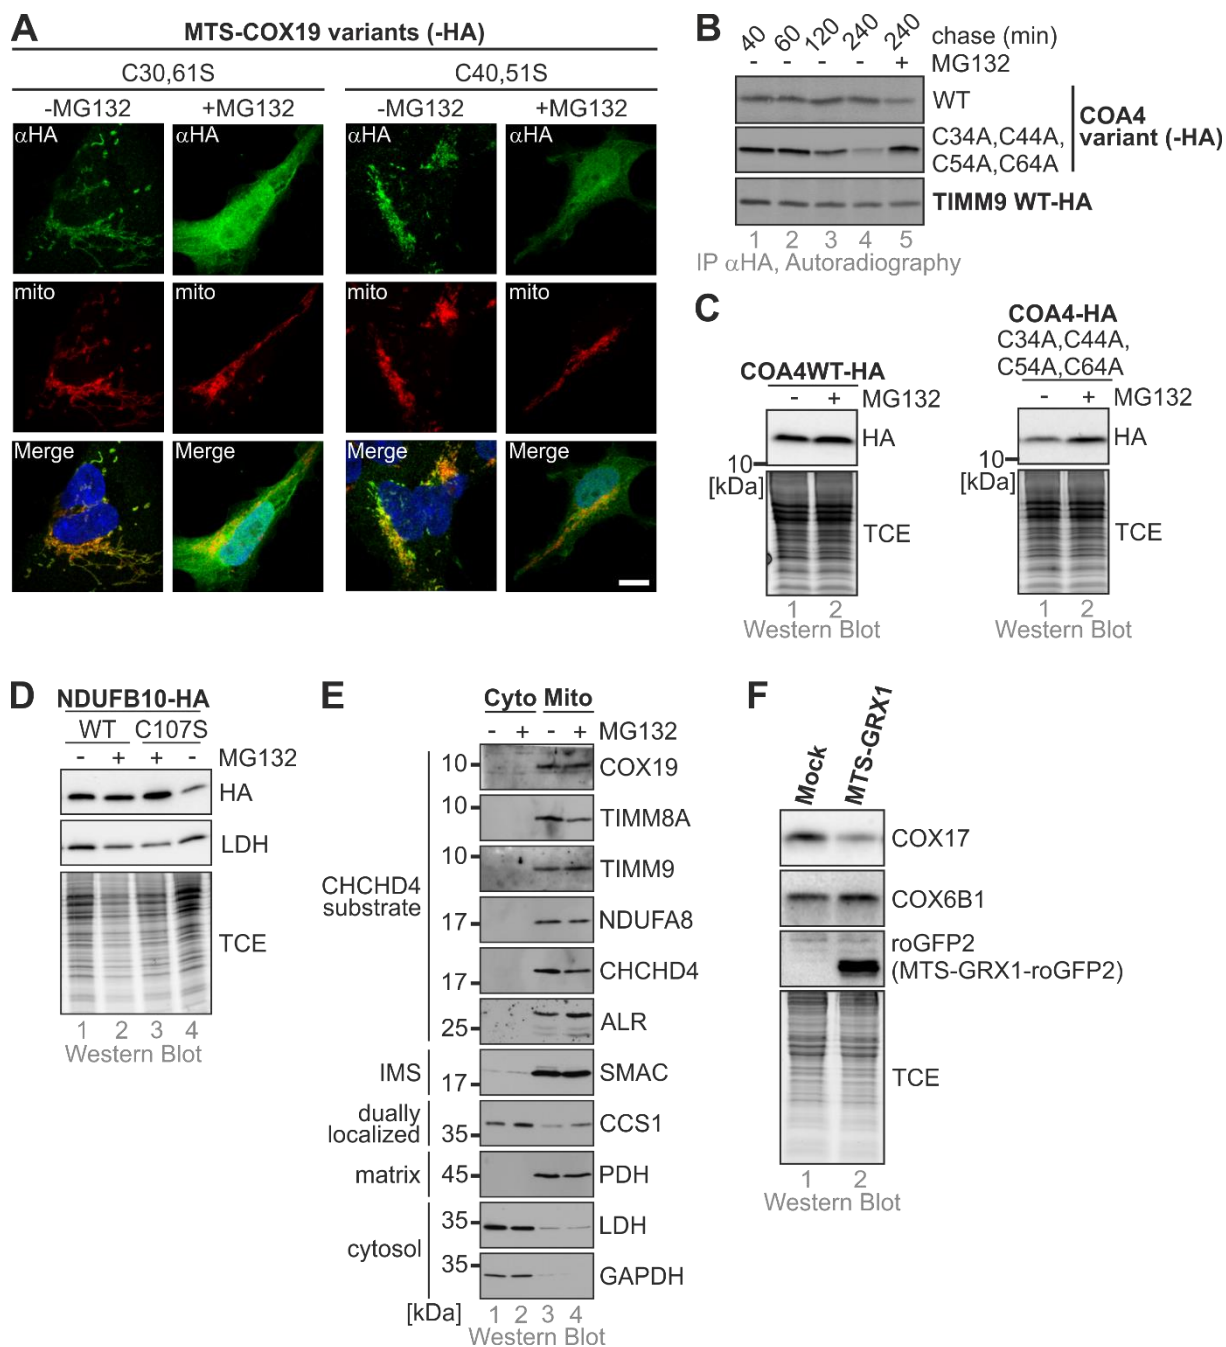 A
MTS-COX19 variants (-HA)
C30,61S C40,51S
-MG132 +MG132 -MG132 +MG132
αHA αHA αHA αHA
mito mito mito mito
Merge Merge Merge Merge
B
40 60 120 240 240 chase (min)
- - - - + MG132
WT
C34A,C44A,
C54A,C64A
COA4
variant (-HA)
TIMM9 WT-HA
1 2 3 4 5
IP αHA, Autoradiography
C
COA4WT-HA
- + MG132
HA
10
[kDa]
TCE
1 2
Western Blot
COA4-HA
C34A,C44A,
C54A,C64A
- + MG132
HA
10
[kDa]
TCE
1 2
Western Blot
D
NDUFB10-HA
WT C107S
- + + - MG132
HA
LDH
TCE
1 2 3 4
Western Blot
E
Cyto Mito
- + - + MG132
CHCHD4
substrate
10 COX19
10 TIMM8A
10 TIMM9
17 NDUFA8
17 CHCHD4
25 ALR
IMS 17 SMAC
dually
localized
35 CCS1
matrix 45 PDH
cytosol
35 LDH
35 GAPDH
[kDa] 1 2 3 4
Western Blot
F
Mock MTS-GRX1
COX17
COX6B1
roGFP2
(MTS-GRX1-roGFP2)
TCE
1 2
Western Blot